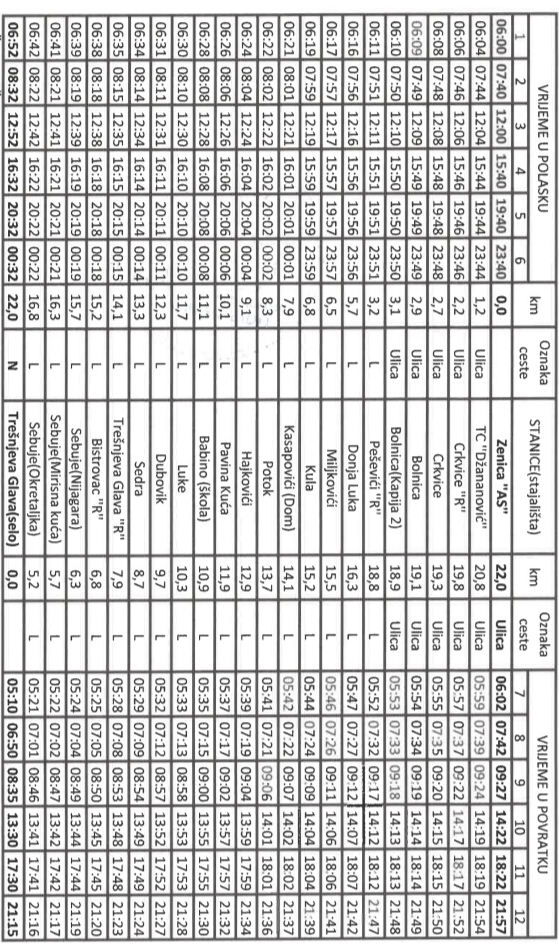 VRIJEME U POLASKU km Oznaka ceste STANICE(stajališta) km Oznaka ceste VRIJEME U POVRATKU
1 2 3 4 5 6 7 8 9 10 11 12
06:00 07:40 12:00 15:40 19:40 23:40 0,0 Zenica "AS" 22,0 Ulica 06:02 07:42 09:27 14:22 18:22 21:57
06:04 07:44 12:04 15:44 19:44 23:44 1,2 Ulica TC "Džananović" 20,8 Ulica 05:59 07:39 09:24 14:19 18:19 21:54
06:06 07:46 12:06 15:46 19:46 23:46 2,2 Ulica Crkvice "R" 19,8 Ulica 05:57 07:37 09:22 14:17 18:17 21:52
06:08 07:48 12:08 15:48 19:48 23:48 2,7 Ulica Crkvice 19,3 Ulica 05:55 07:35 09:20 14:15 18:15 21:50
06:09 07:49 12:09 15:49 19:49 23:49 2,9 Ulica Bolnica 19,1 Ulica 05:54 07:34 09:19 14:14 18:14 21:49
06:10 07:50 12:10 15:50 19:50 23:50 3,1 Ulica Bolnica(Kapija 2) 18,9 Ulica 05:53 07:33 09:18 14:13 18:13 21:48
06:11 07:51 12:11 15:51 19:51 23:51 3,2 L Peševići "R" 18,8 L 05:52 07:32 09:17 14:12 18:12 21:47
06:16 07:56 12:16 15:56 19:56 23:56 5,7 L Donja Luka 16,3 L 05:47 07:27 09:12 14:07 18:07 21:42
06:17 07:57 12:17 15:57 19:57 23:57 6,5 L Miljkovići 15,5 L 05:46 07:26 09:11 14:06 18:06 21:41
06:19 07:59 12:19 15:59 19:59 23:59 6,8 L Kula 15,2 L 05:44 07:24 09:09 14:04 18:04 21:39
06:21 08:01 12:21 16:01 20:01 00:01 7,9 L Kasapovići (Dom) 14,1 L 05:42 07:22 09:07 14:02 18:02 21:37
06:22 08:02 12:22 16:02 20:02 00:02 8,3 L Potok 13,7 L 05:41 07:21 09:06 14:01 18:01 21:36
06:24 08:04 12:24 16:04 20:04 00:04 9,1 L Hajkovići 12,9 L 05:39 07:19 09:04 13:59 17:59 21:34
06:26 08:06 12:26 16:06 20:06 00:06 10,1 L Pavina Kuća 11,9 L 05:37 07:17 09:02 13:57 17:57 21:32
06:28 08:08 12:28 16:08 20:08 00:08 11,1 L Babino (škola) 10,9 L 05:35 07:15 09:00 13:55 17:55 21:30
06:30 08:10 12:30 16:10 20:10 00:10 11,7 L Luke 10,3 L 05:33 07:13 08:58 13:53 17:53 21:28
06:31 08:11 12:31 16:11 20:11 00:11 12,3 L Dubovik 9,7 L 05:32 07:12 08:57 13:52 17:52 21:27
06:34 08:14 12:34 16:14 20:14 00:14 13,3 L Sedra 8,7 L 05:29 07:09 08:54 13:49 17:49 21:24
06:35 08:15 12:35 16:15 20:15 00:15 14,1 L Trešnjeva Glava "R" 7,9 L 05:28 07:08 08:53 13:48 17:48 21:23
06:38 08:18 12:38 16:18 20:18 00:18 15,2 L Bistrovac "R" 6,8 L 05:25 07:05 08:50 13:45 17:45 21:20
06:39 08:19 12:39 16:19 20:19 00:19 15,7 L Sebuje(Nijagara) 6,3 L 05:24 07:04 08:49 13:44 17:44 21:19
06:41 08:21 12:41 16:21 20:21 00:21 16,3 L Sebuje(Mirisna kuća) 5,7 L 05:22 07:02 08:47 13:42 17:42 21:17
06:42 08:22 12:42 16:22 20:22 00:22 16,8 L Sebuje(Okretaljka) 5,2 L 05:21 07:01 08:46 13:41 17:41 21:16
06:52 08:32 12:52 16:32 20:32 00:32 22,0 N Trešnjeva Glava(selo) 0,0 05:10 06:50 08:35 13:30 17:30 21:15